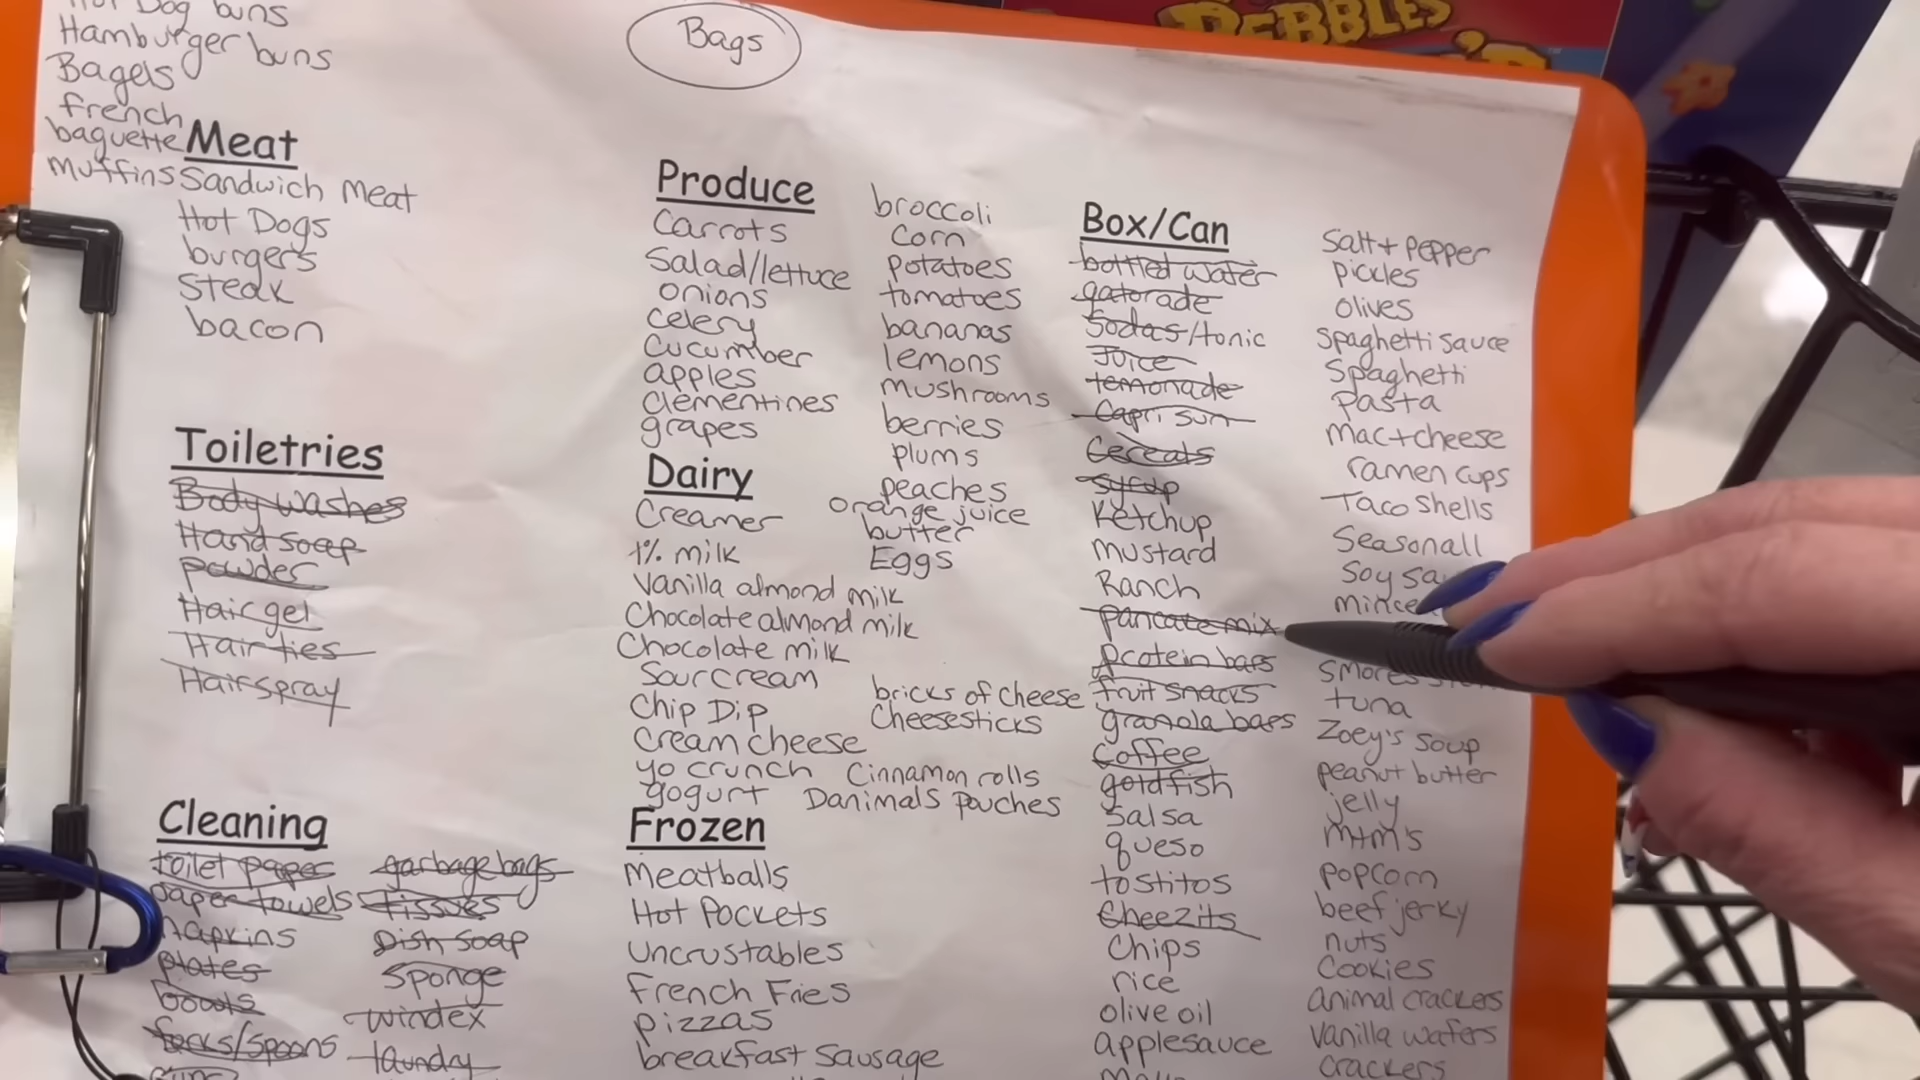 Hot Dog buns
Hamburger buns
Bagels
french
baguette
muffins
Meat
Sandwich Meat
Hot Dogs
burgers
Steak
bacon
Toiletries
Body washes
Hand soap
powder
Hair gel
Hair ties
Hairspray
Cleaning
toilet paper
paper towels
napkins
plates
bowls
forks/spoons
garbage bags
Tissues
Dish soap
Sponge
windex
laundry
Bags
Produce
Carrots
Salad/lettuce
onions
celery
cucumber
apples
Clementines
grapes
broccoli
corn
potatoes
tomatoes
bananas
lemons
mushrooms
berries
plums
peaches
Dairy
Creamer
1% milk
Vanilla almond milk
Chocolate almond milk
Chocolate milk
Sour cream
Chip Dip
Cream cheese
yo crunch
yogurt
orange juice
butter
Eggs
bricks of cheese
Cheesesticks
Cinnamon rolls
Danimals pouches
Frozen
Meatballs
Hot Pockets
Uncrustables
French Fries
pizzas
breakfast Sausage
Box/Can
bottled water
gatorade
Sodas/tonic
Juice
lemonade
Capri sun
Cereals
syrup
Ketchup
mustard
Ranch
pancake mix
protein bars
fruit snacks
granola bars
Coffee
goldfish
Salsa
queso
tostitos
Cheezits
Chips
rice
olive oil
applesauce
Salt + pepper
pickles
olives
Spaghetti sauce
Spaghetti
pasta
Mac+cheese
ramen cups
Taco Shells
Seasonall
Soy
Smores
tuna
Zoey's soup
peanut butter
jelly
M+M's
popcorn
beef jerky
nuts
Cookies
animal crackers
Vanilla wafers
crackers
PEBBLES